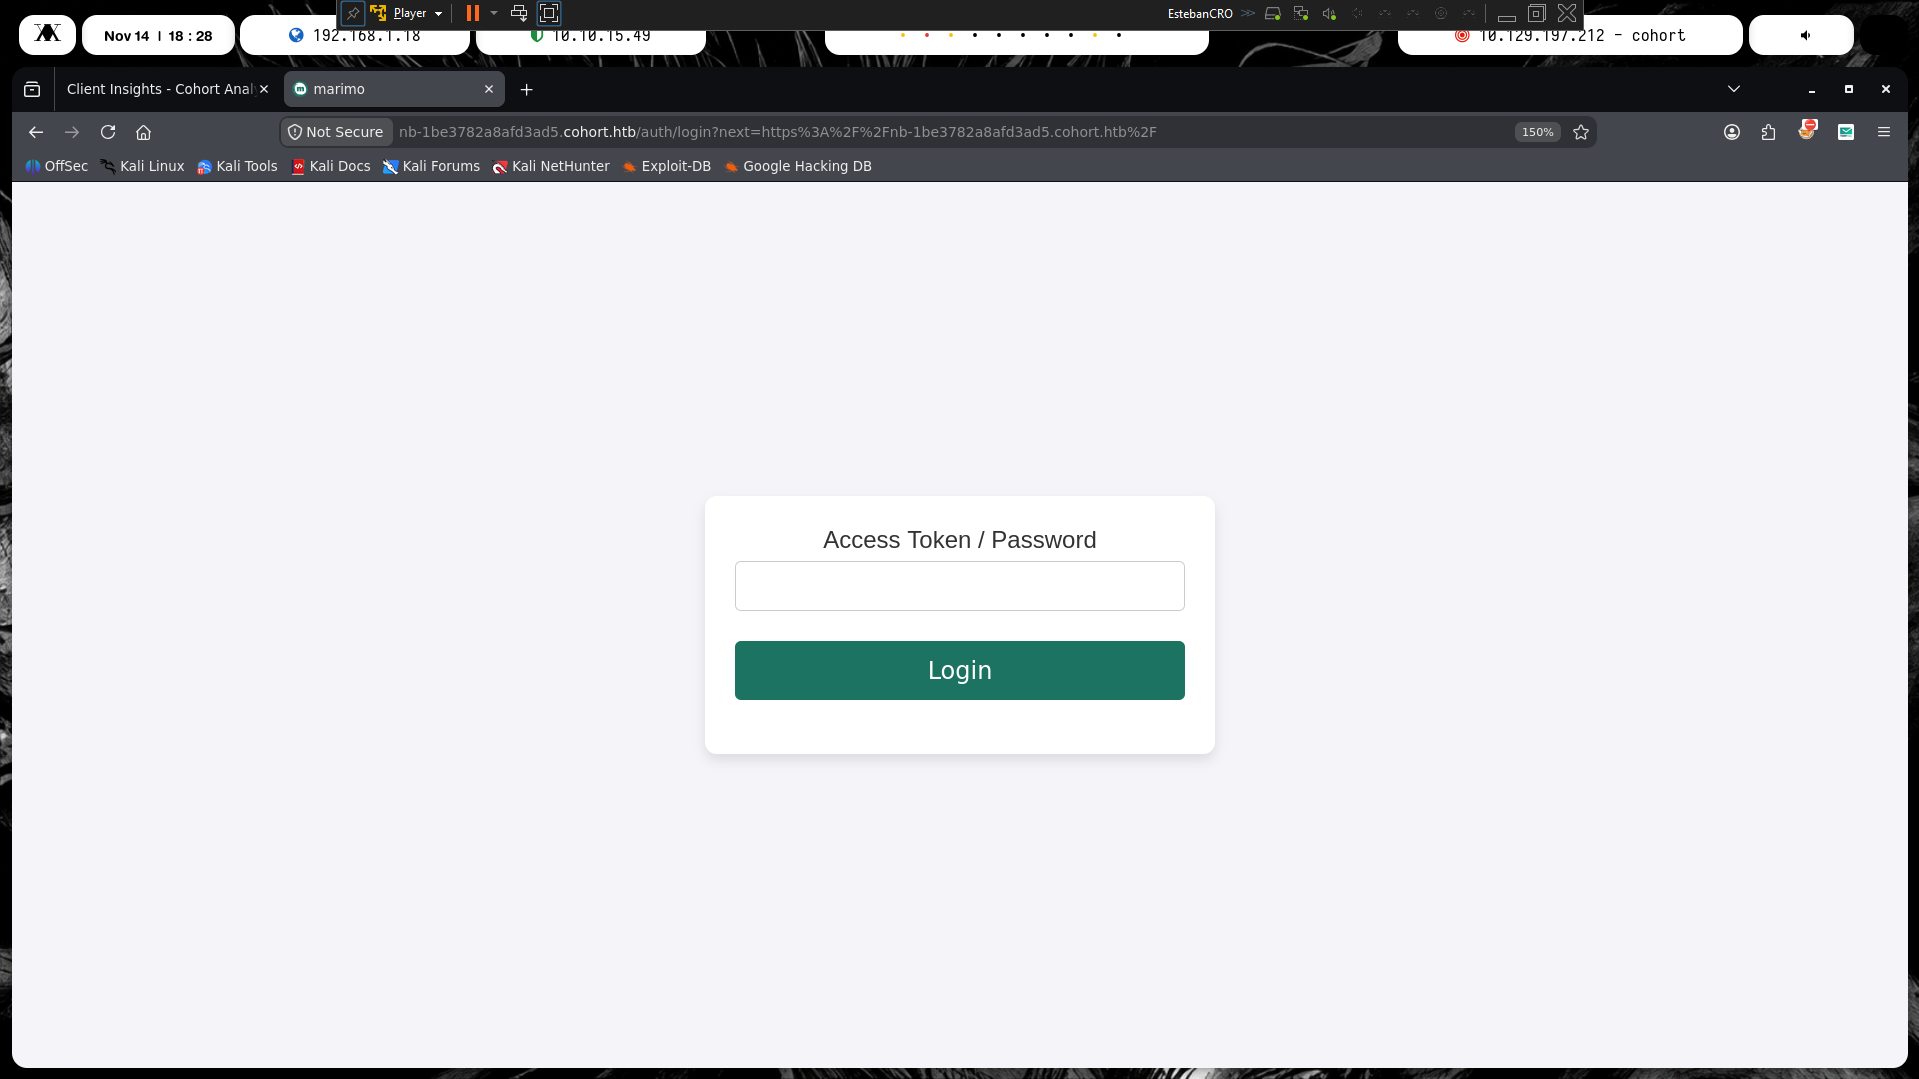 Player
EstebanCRO
Nov 14 | 18 : 28
192.168.1.18
10.10.15.49
10.129.197.212 - cohort
Client Insights - Cohort Anal
marimo
Not Secure
nb-1be3782a8afd3ad5.cohort.htb/auth/login?next=https%3A%2F%2Fnb-1be3782a8afd3ad5.cohort.htb%2F
150%
OffSec
Kali Linux
Kali Tools
Kali Docs
Kali Forums
Kali NetHunter
Exploit-DB
Google Hacking DB
Access Token / Password
Login